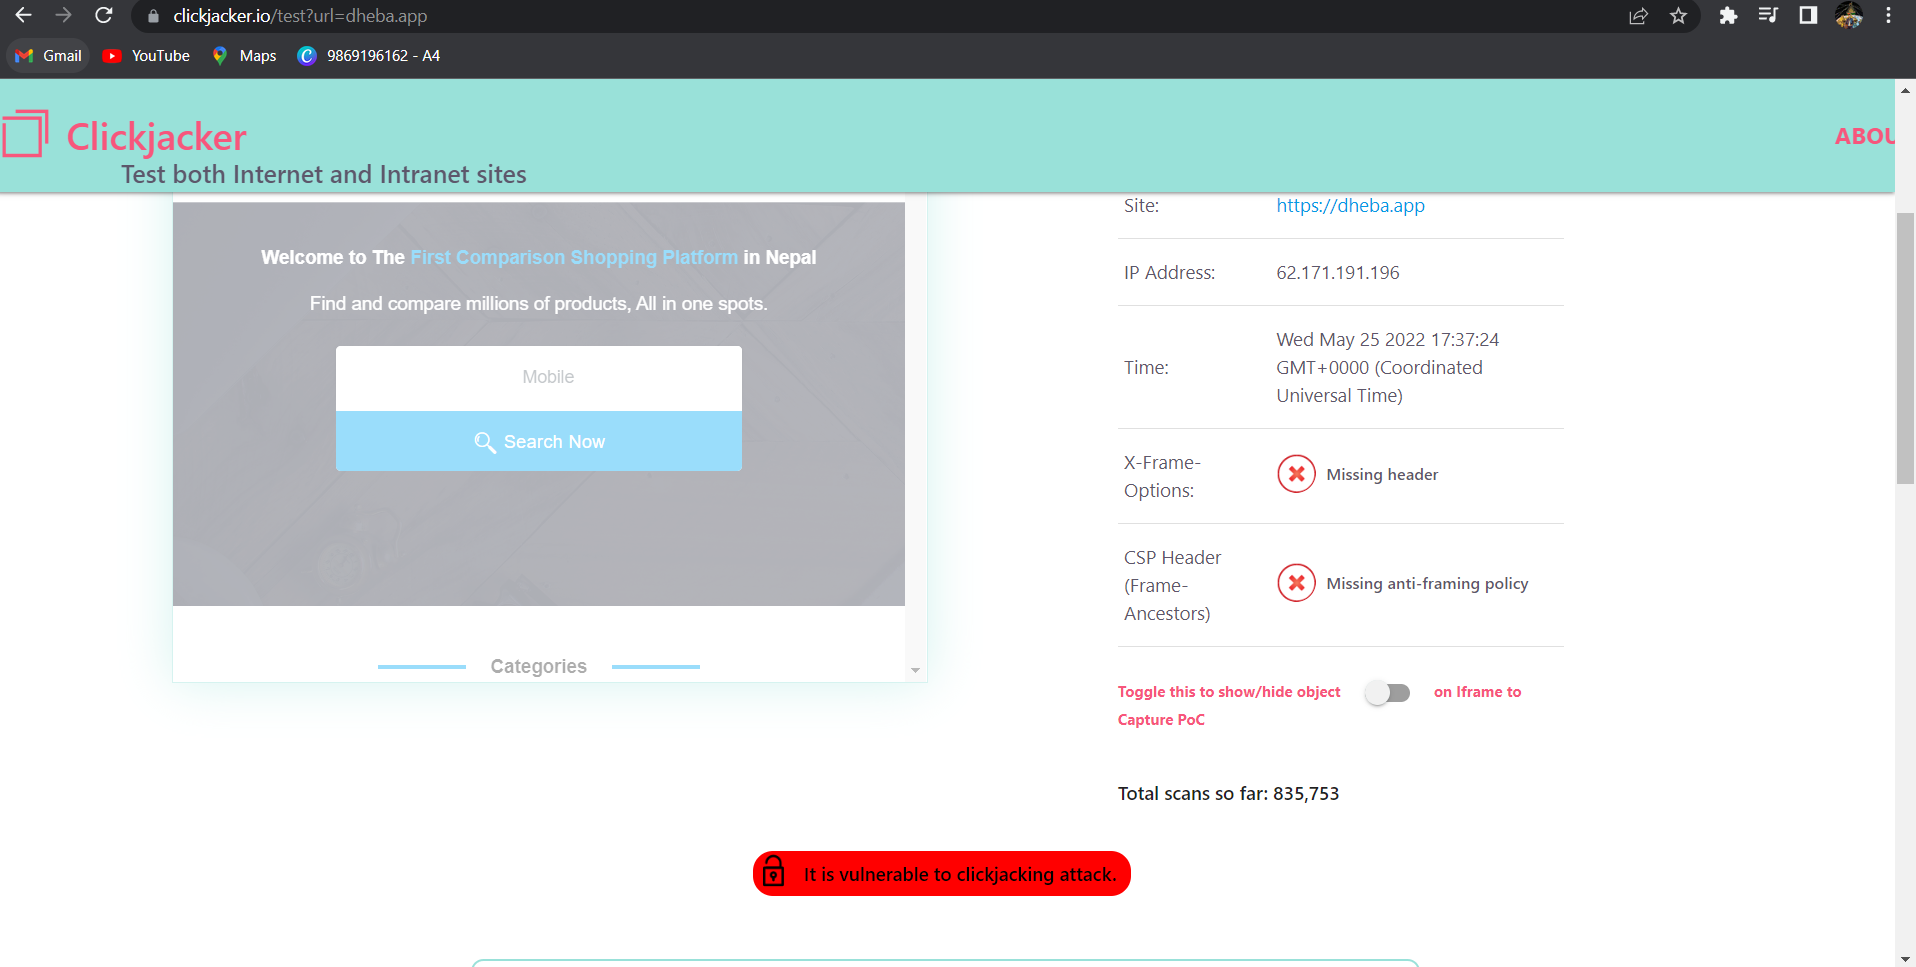 clickjacker.io/test?url=dheba.app
Gmail
YouTube
Maps
9869196162 - A4
Clickjacker
Test both Internet and Intranet sites
ABOU
Welcome to The First Comparison Shopping Platform in Nepal
Find and compare millions of products, All in one spots.
Mobile
Search Now
Categories
Site:
https://dheba.app
IP Address:
62.171.191.196
Time:
Wed May 25 2022 17:37:24
GMT+0000 (Coordinated
Universal Time)
X-Frame-
Options:
Missing header
CSP Header
(Frame-
Ancestors)
Missing anti-framing policy
Toggle this to show/hide object on Iframe to
Capture PoC
Total scans so far: 835,753
It is vulnerable to clickjacking attack.